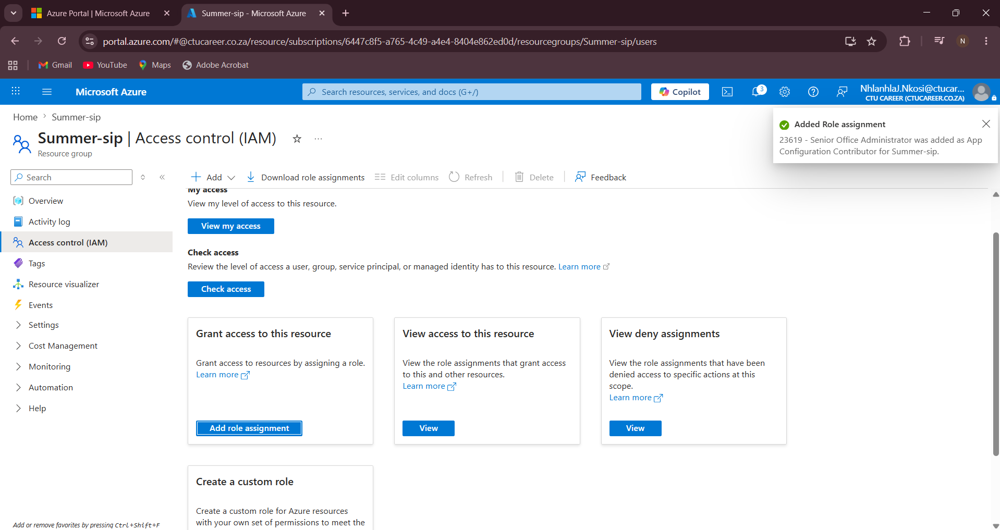 Azure Portal | Microsoft Azure
Summer-sip - Microsoft Azure
portal.azure.com/#@ctucareer.co.za/resource/subscriptions/6447c8f5-a765-4c49-a4e4-8404e862ed0d/resourcegroups/Summer-sip/users
N
Gmail
YouTube
Maps
Adobe Acrobat
Microsoft Azure
Search resources, services, and docs (G+/)
Copilot
3
NhlanhlaJ.Nkosi@ctucar...
CTU CAREER (CTUCAREER.CO.ZA)
Home > Summer-sip
Added Role assignment
23619 - Senior Office Administrator was added as App
Configuration Contributor for Summer-sip.
Summer-sip | Access control (IAM)
Resource group
Search
Add
Download role assignments
Edit columns
Refresh
Delete
Feedback
Overview
Activity log
Access control (IAM)
Tags
Resource visualizer
Events
Settings
Cost Management
Monitoring
Automation
Help
Add or remove favorites by pressing Ctrl+Shift+F
My access
View my level of access to this resource.
View my access
Check access
Review the level of access a user, group, service principal, or managed identity has to this resource. Learn more
Check access
Grant access to this resource
Grant access to resources by assigning a role.
Learn more
Add role assignment
View access to this resource
View the role assignments that grant access
to this and other resources.
Learn more
View
View deny assignments
View the role assignments that have been
denied access to specific actions at this
scope.
Learn more
View
Create a custom role
Create a custom role for Azure resources
with your own set of permissions to meet the